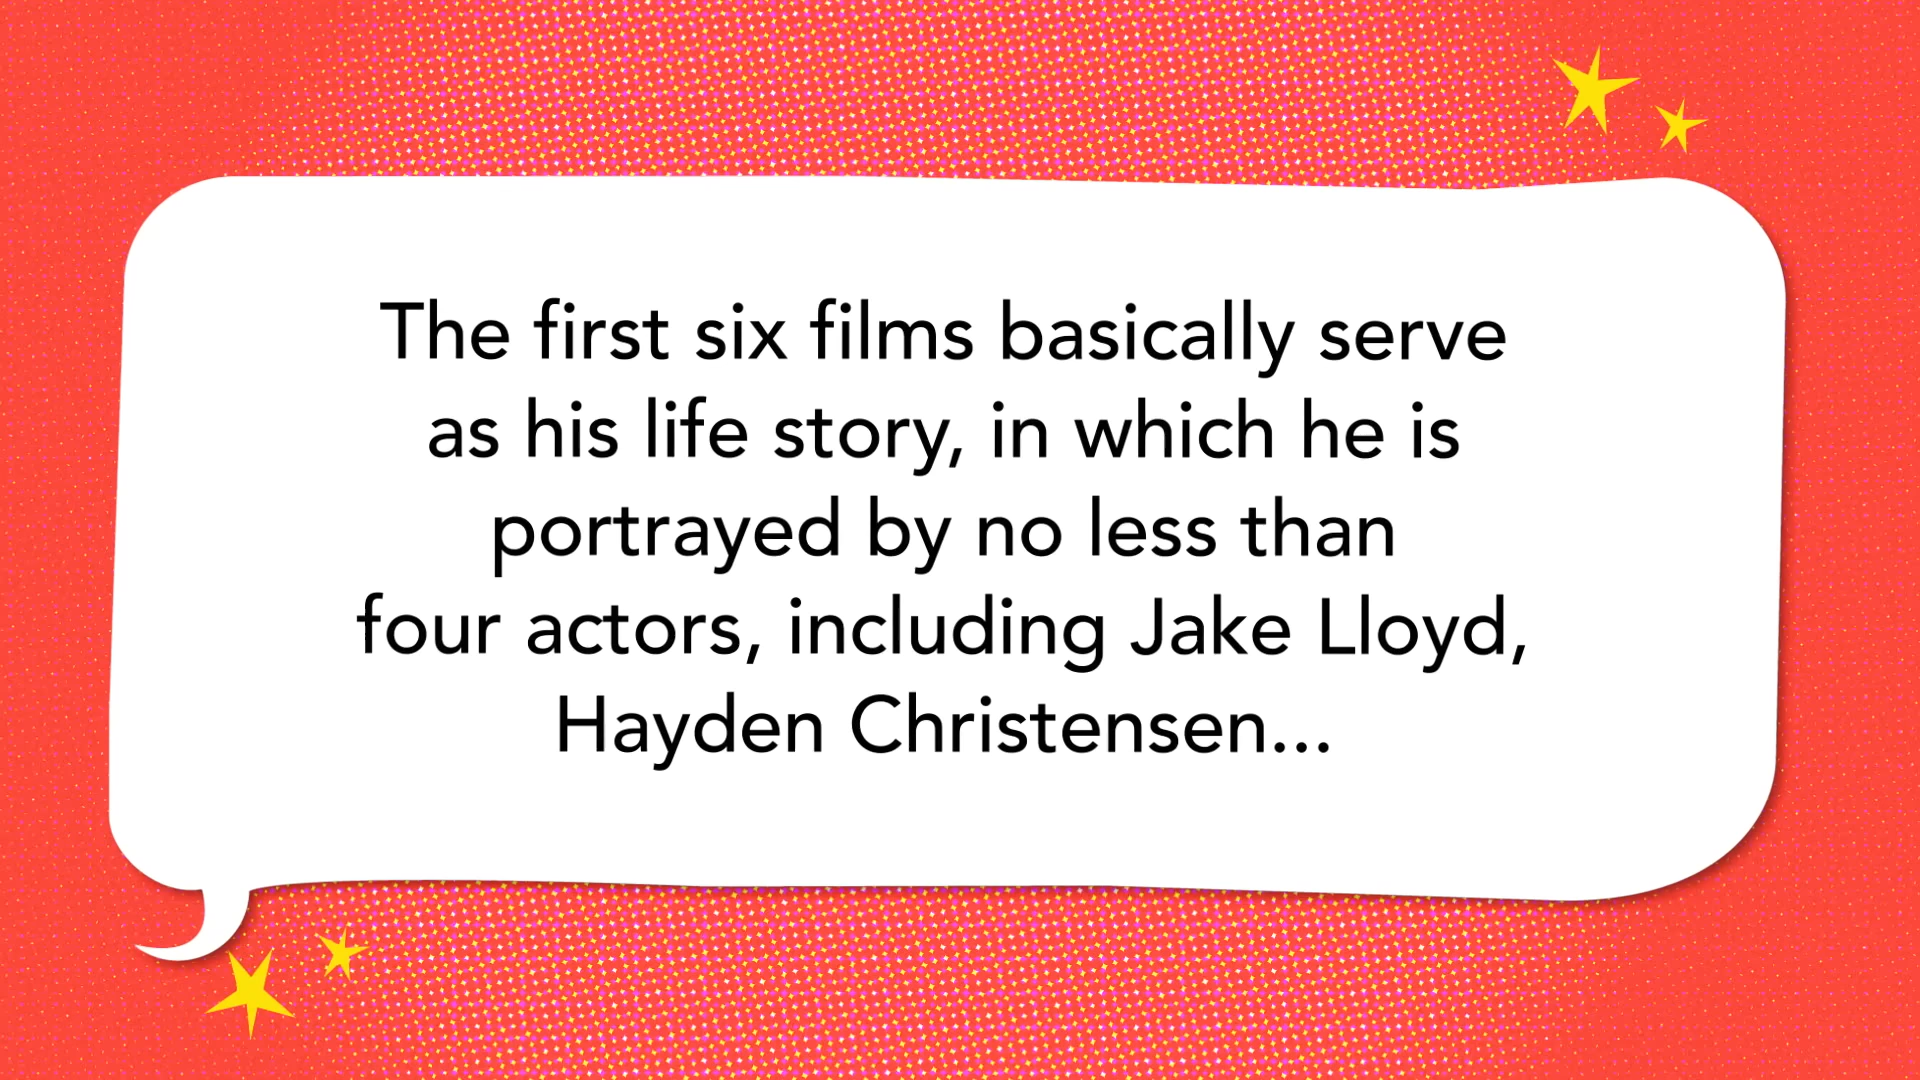 The first six films basically serve
as his life story, in which he is
portrayed by no less than
four actors, including Jake Lloyd,
Hayden Christensen...